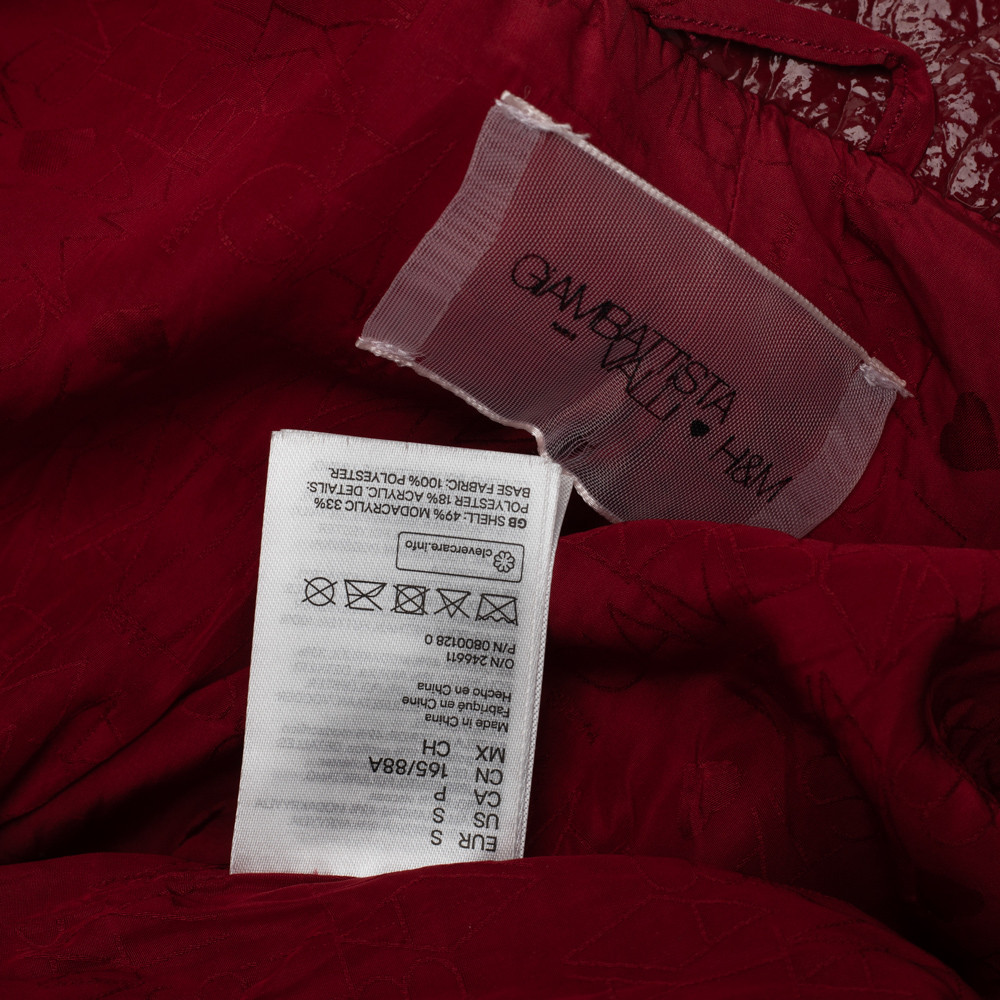 GIAMBATTISTA
VALLI
♥ H&M
EUR S
US S
CA P
CN 165/88A
MX CH
Made in China
Fabriqué en Chine
Hecho en China
O/N 246611
P/N 0800128 0
clevercare.info
GB SHELL: 49% MODACRYLIC 33%
POLYESTER 18% ACRYLIC. DETAILS:
BASE FABRIC: 100% POLYESTER.